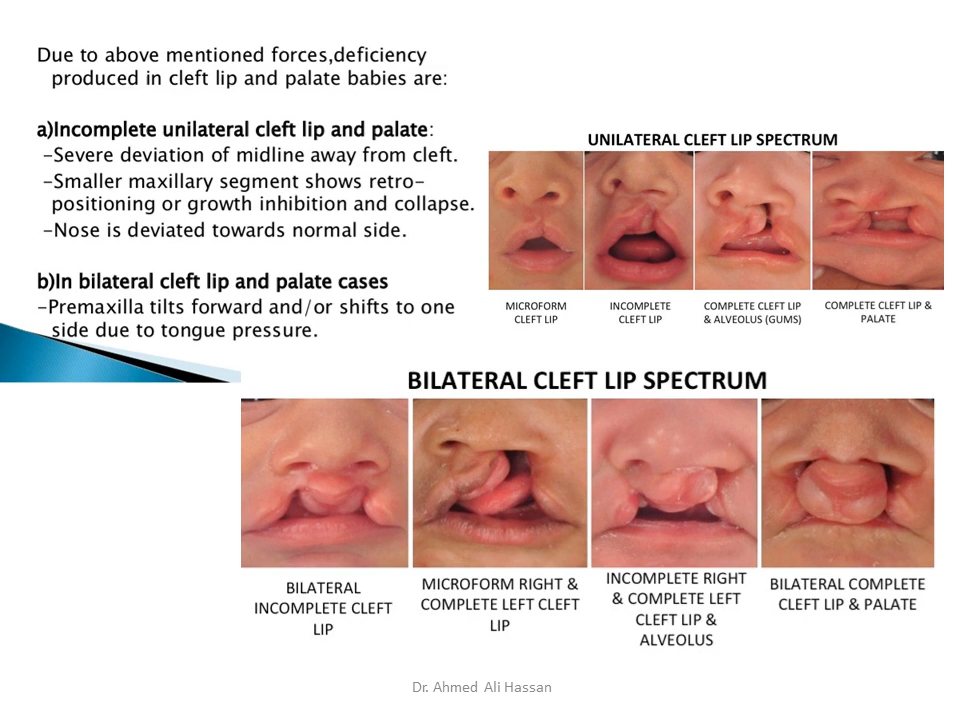 Due to above mentioned forces,deficiency
produced in cleft lip and palate babies are:
a)Incomplete unilateral cleft lip and palate:
-Severe deviation of midline away from cleft.
-Smaller maxillary segment shows retro-
positioning or growth inhibition and collapse.
-Nose is deviated towards normal side.
b)In bilateral cleft lip and palate cases
-Premaxilla tilts forward and/or shifts to one
side due to tongue pressure.
UNILATERAL CLEFT LIP SPECTRUM
MICROFORM
CLEFT LIP
INCOMPLETE
CLEFT LIP
COMPLETE CLEFT LIP
& ALVEOLUS (GUMS)
COMPLETE CLEFT LIP &
PALATE
BILATERAL CLEFT LIP SPECTRUM
BILATERAL
INCOMPLETE CLEFT
LIP
MICROFORM RIGHT &
COMPLETE LEFT CLEFT
LIP
INCOMPLETE RIGHT
& COMPLETE LEFT
CLEFT LIP &
ALVEOLUS
BILATERAL COMPLETE
CLEFT LIP & PALATE
Dr. Ahmed Ali Hassan